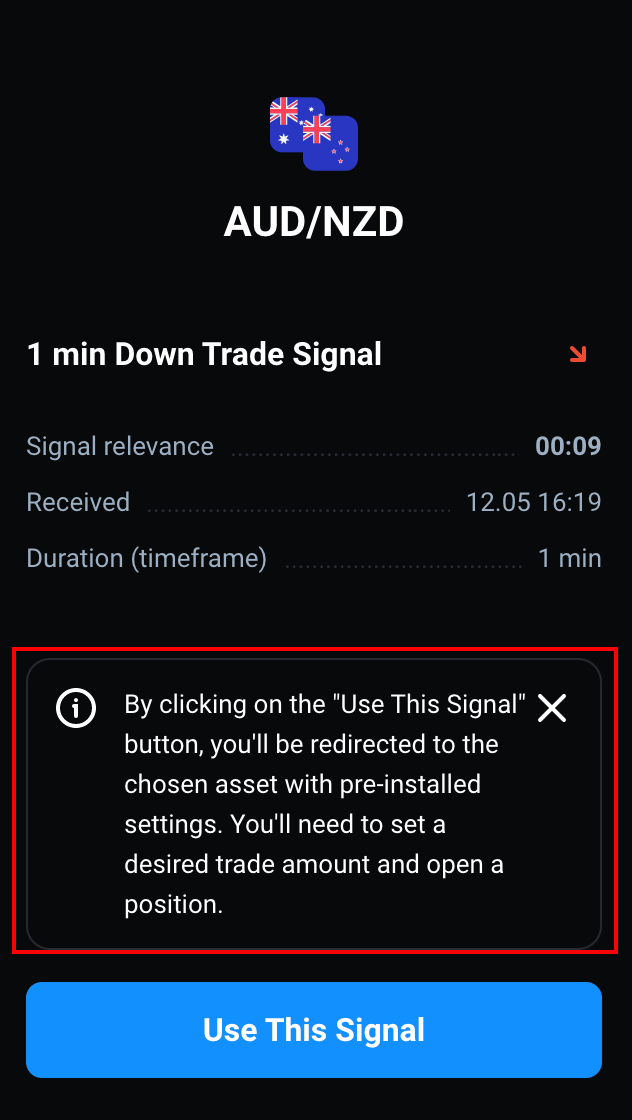 AUD/NZD
1 min Down Trade Signal
Signal relevance 00:09
Received 12.05 16:19
Duration (timeframe) 1 min
By clicking on the "Use This Signal"
button, you'll be redirected to the
chosen asset with pre-installed
settings. You'll need to set a
desired trade amount and open a
position.
Use This Signal